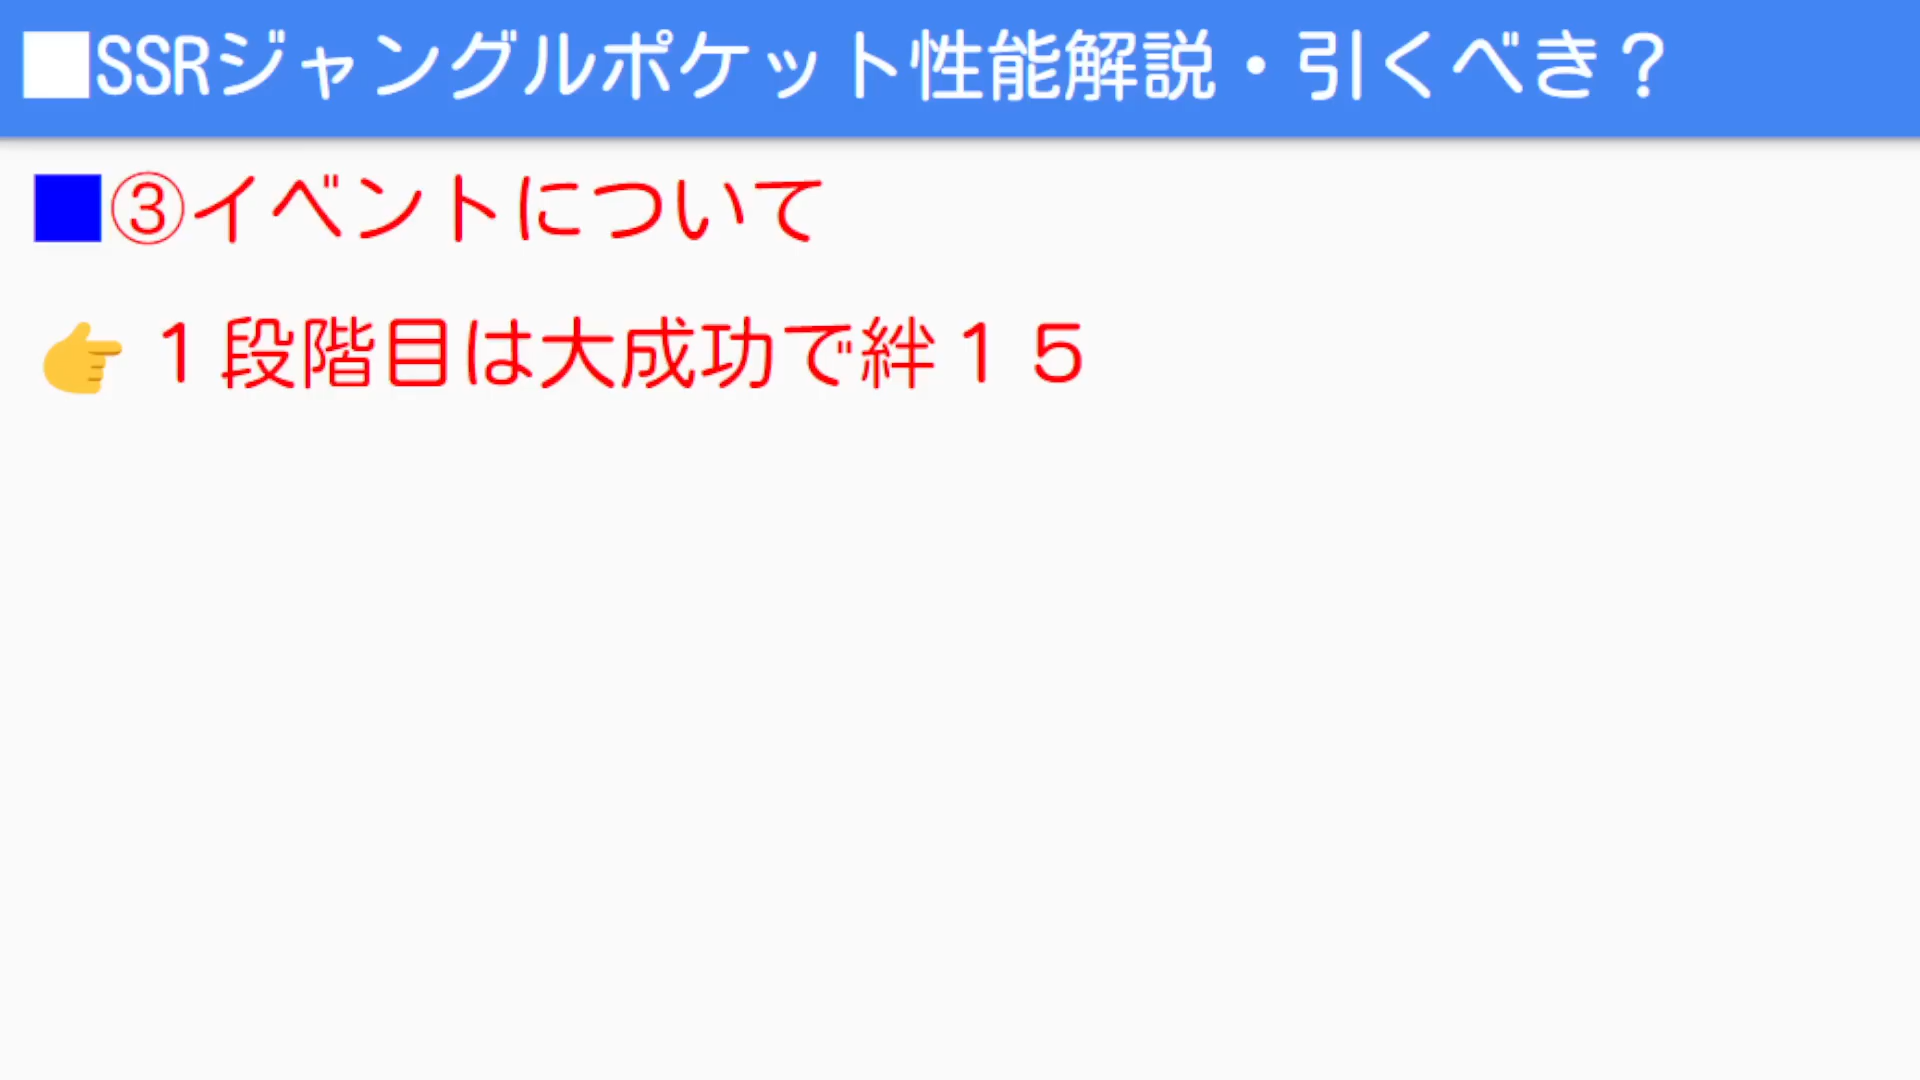 ■SSRジャングルポケット性能解説・引くべき？
■③イベントについて
👉１段階目は大成功で絆１５